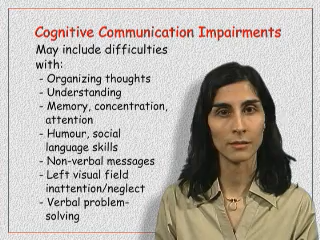 Cognitive Communication Impairments
May include difficulties
with:
- Organizing thoughts
- Understanding
- Memory, concentration,
attention
- Humour, social
language skills
- Non-verbal messages
- Left visual field
inattention/neglect
- Verbal problem-
solving